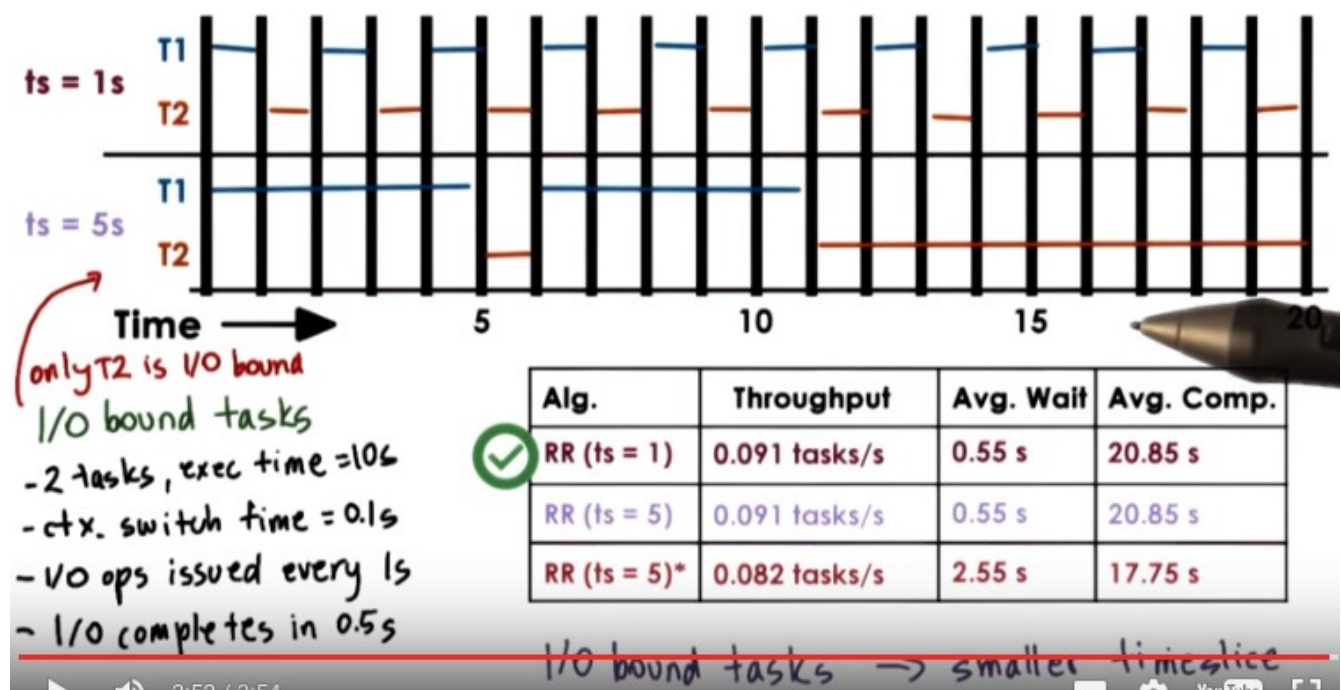 T1
ts = 1s
T2
T1
ts = 5s
T2
Time 5 10 15 20
only T2 is I/O bound
I/O bound tasks
- 2 tasks, exec time = 10s
- ctx. switch time = 0.1s
- I/O ops issued every 1s
- I/O completes in 0.5s
Alg. Throughput Avg. Wait Avg. Comp.
RR (ts = 1) 0.091 tasks/s 0.55 s 20.85 s
RR (ts = 5) 0.091 tasks/s 0.55 s 20.85 s
RR (ts = 5)* 0.082 tasks/s 2.55 s 17.75 s
I/O bound tasks → smaller timeslice
YouTube